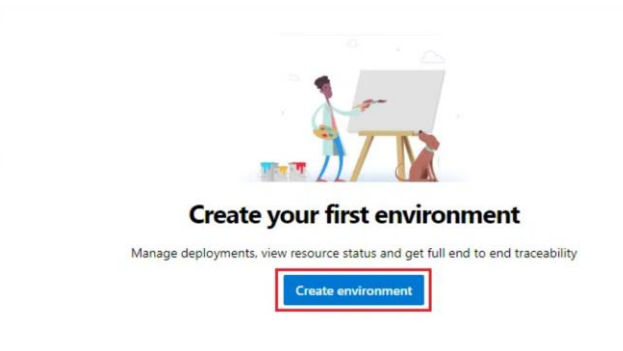 Create your first environment
Manage deployments, view resource status and get full end to end traceability
Create environment